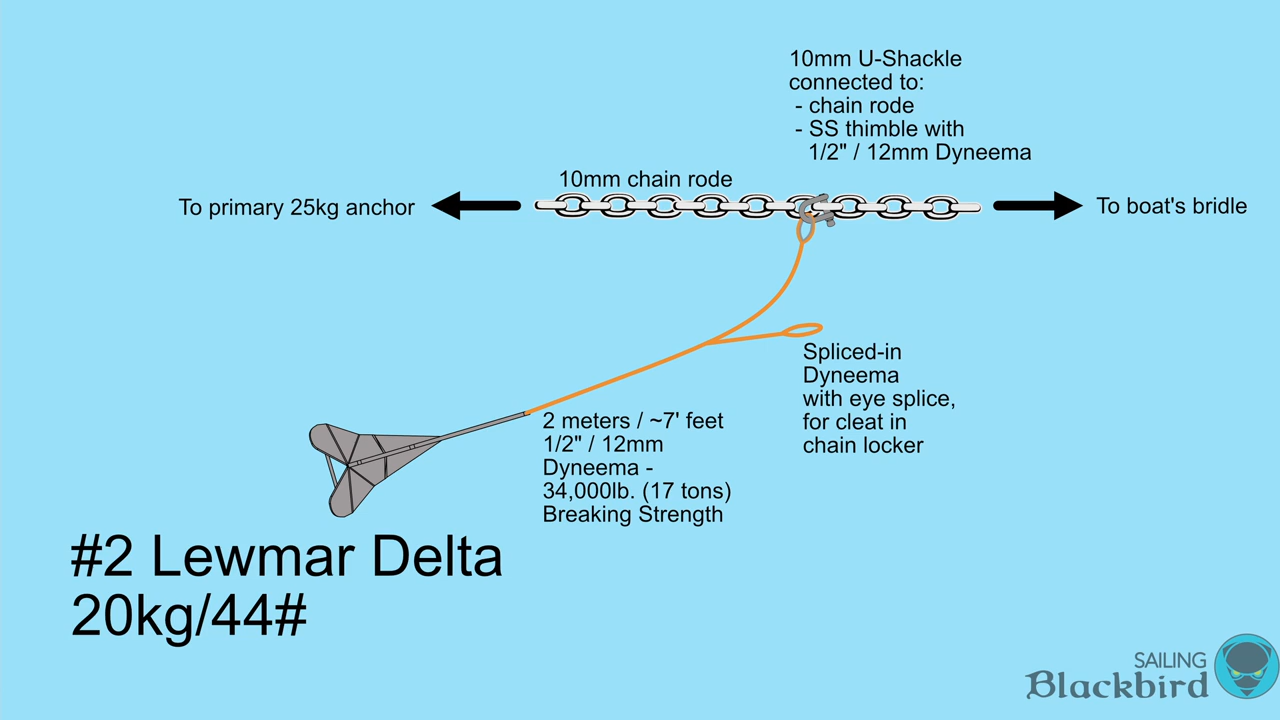 10mm U-Shackle
connected to:
- chain rode
- SS thimble with
1/2" / 12mm Dyneema
10mm chain rode
To primary 25kg anchor
To boat's bridle
Spliced-in
Dyneema
with eye splice,
for cleat in
chain locker
2 meters / ~7' feet
1/2" / 12mm
Dyneema -
34,000lb. (17 tons)
Breaking Strength
#2 Lewmar Delta
20kg/44#
SAILING
Blackbird